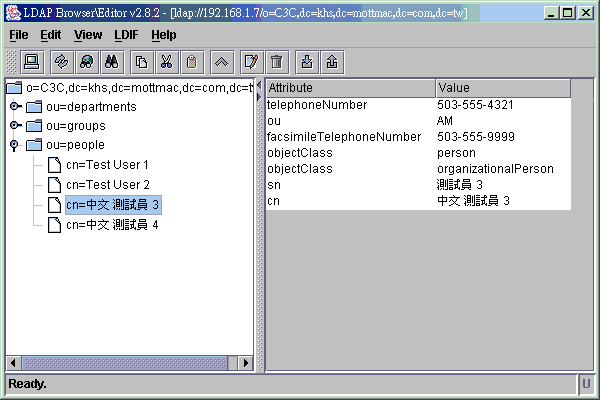 LDAP Browser\Editor v2.8.2 - [ldap://192.168.1.7/o=C3C,dc=khs,dc=mottmac,dc=com,dc=tw]
File Edit View LDIF Help
o=C3C,dc=khs,dc=mottmac,dc=com,dc=tw
ou=departments
ou=groups
ou=people
cn=Test User 1
cn=Test User 2
cn=中文 測試員 3
cn=中文 測試員 4
Attribute Value
telephoneNumber 503-555-4321
ou AM
facsimileTelephoneNumber 503-555-9999
objectClass person
objectClass organizationalPerson
sn 測試員 3
cn 中文 測試員 3
Ready. U